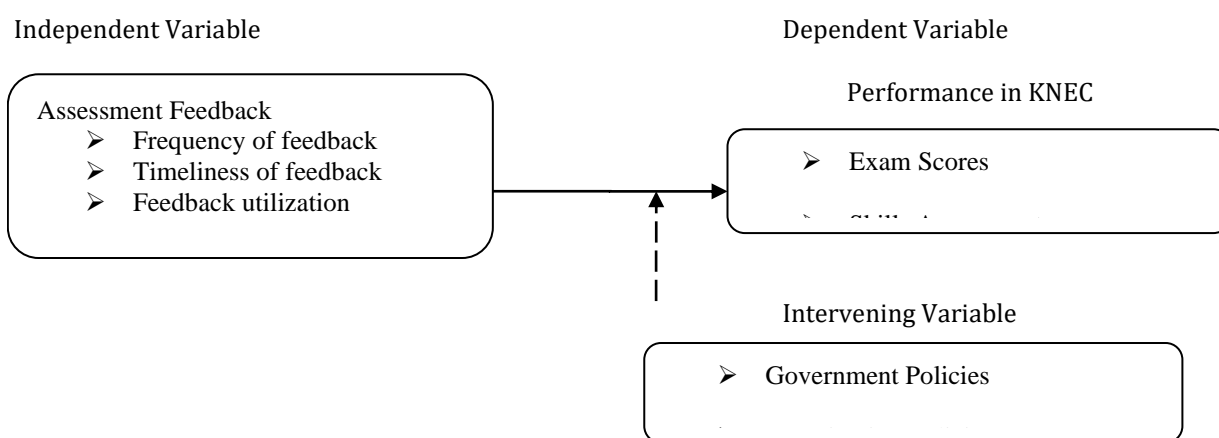 Independent Variable
Dependent Variable
Performance in KNEC
Assessment Feedback
➢ Frequency of feedback
➢ Timeliness of feedback
➢ Feedback utilization
➢ Exam Scores
Intervening Variable
➢ Government Policies